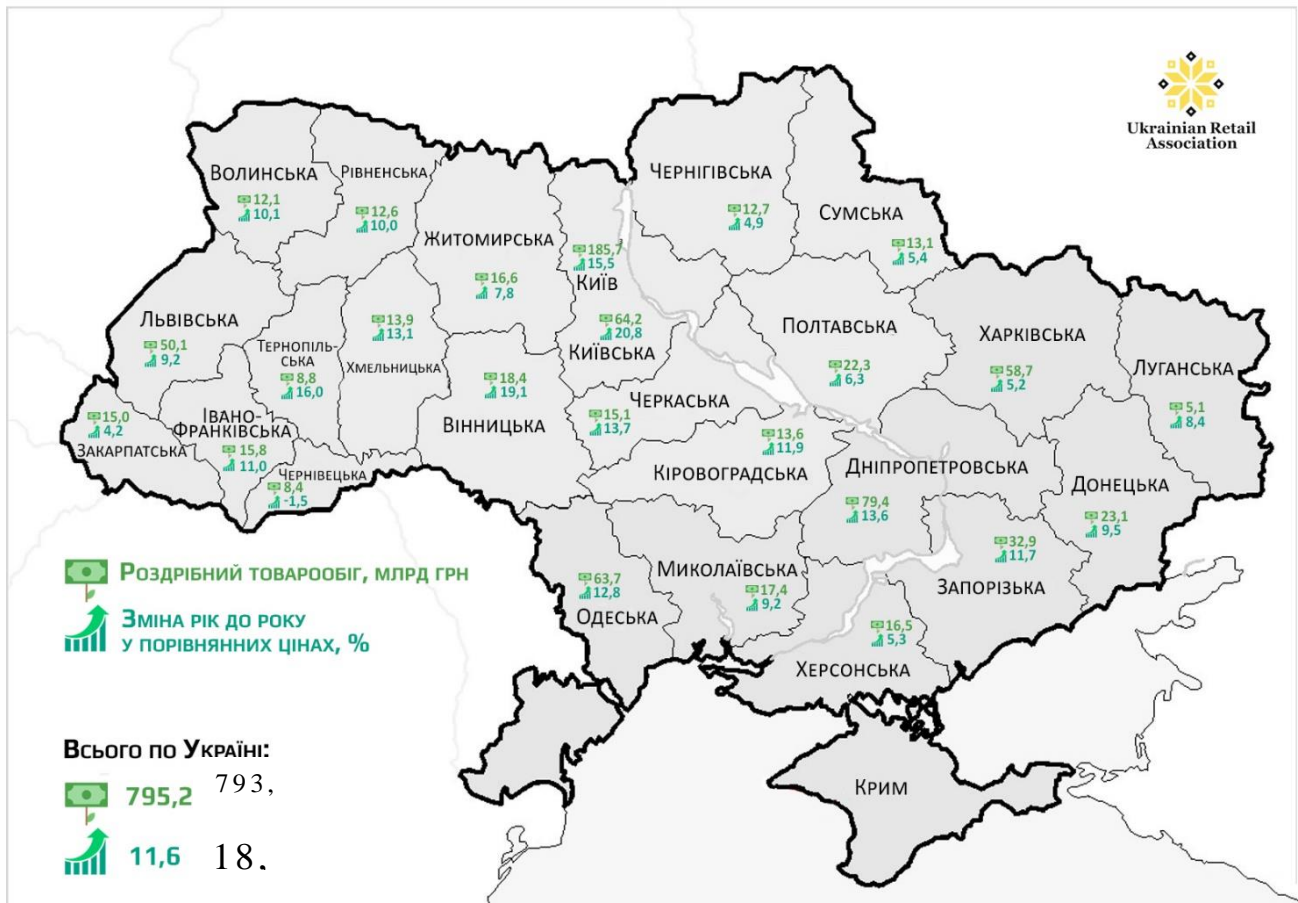 Ukrainian Retail
Association
Волинська
12,1
10,1
Рівненська
12,6
10,0
Житомирська
16,6
7,8
185,7
15,5
Київ
64,2
20,8
Київська
Чернігівська
12,7
4,9
Сумська
13,1
5,4
Львівська
50,1
9,2
Тернопіль-
ська
8,8
16,0
13,9
13,1
Хмельницька
18,4
19,1
Вінницька
Черкаська
15,1
13,7
Полтавська
22,3
6,3
Харківська
58,7
5,2
Луганська
5,1
8,4
15,0
4,2
Закарпатська
Івано-
Франківська
15,8
11,0
Чернівецька
8,4
-1,5
13,6
11,9
Кіровоградська
Дніпропетровська
79,4
13,6
Донецька
23,1
9,5
32,9
11,7
Запорізька
63,7
12,8
Одеська
Миколаївська
17,4
9,2
16,5
5,3
Херсонська
Крим
Роздрібний товарообіг, млрд грн
Зміна рік до року
у порівнянних цінах, %
Всього по Україні:
795,2 793,
11,6 18.